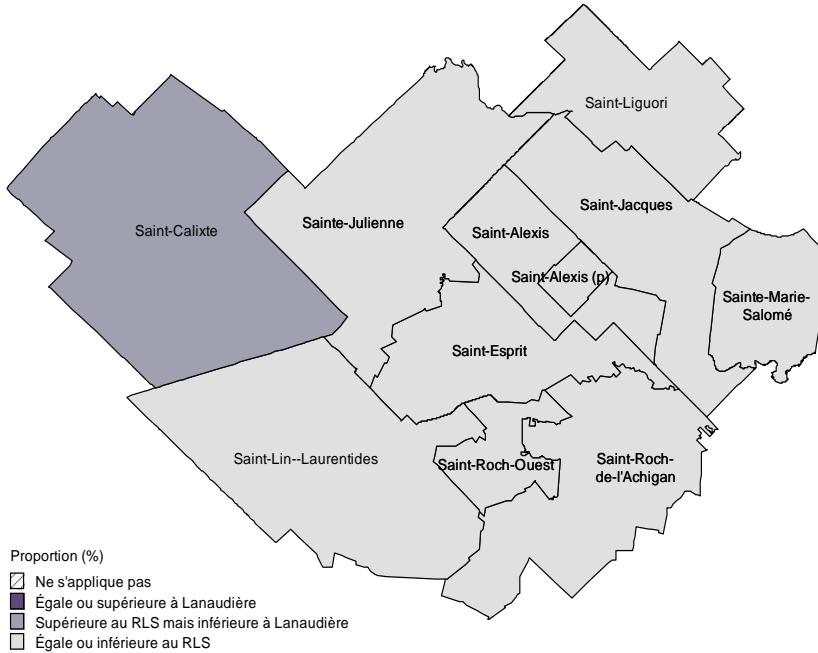 Saint-Liguori
Saint-Jacques
Saint-Calixte
Sainte-Julienne
Saint-Alexis
Saint-Alexis (p)
Sainte-Marie-
Salomé
Saint-Esprit
Saint-Lin--Laurentides
Saint-Roch-Ouest
Saint-Roch-
de-l'Achigan
Proportion (%)
Ne s'applique pas
Égale ou supérieure à Lanaudière
Supérieure au RLS mais inférieure à Lanaudière
Égale ou inférieure au RLS